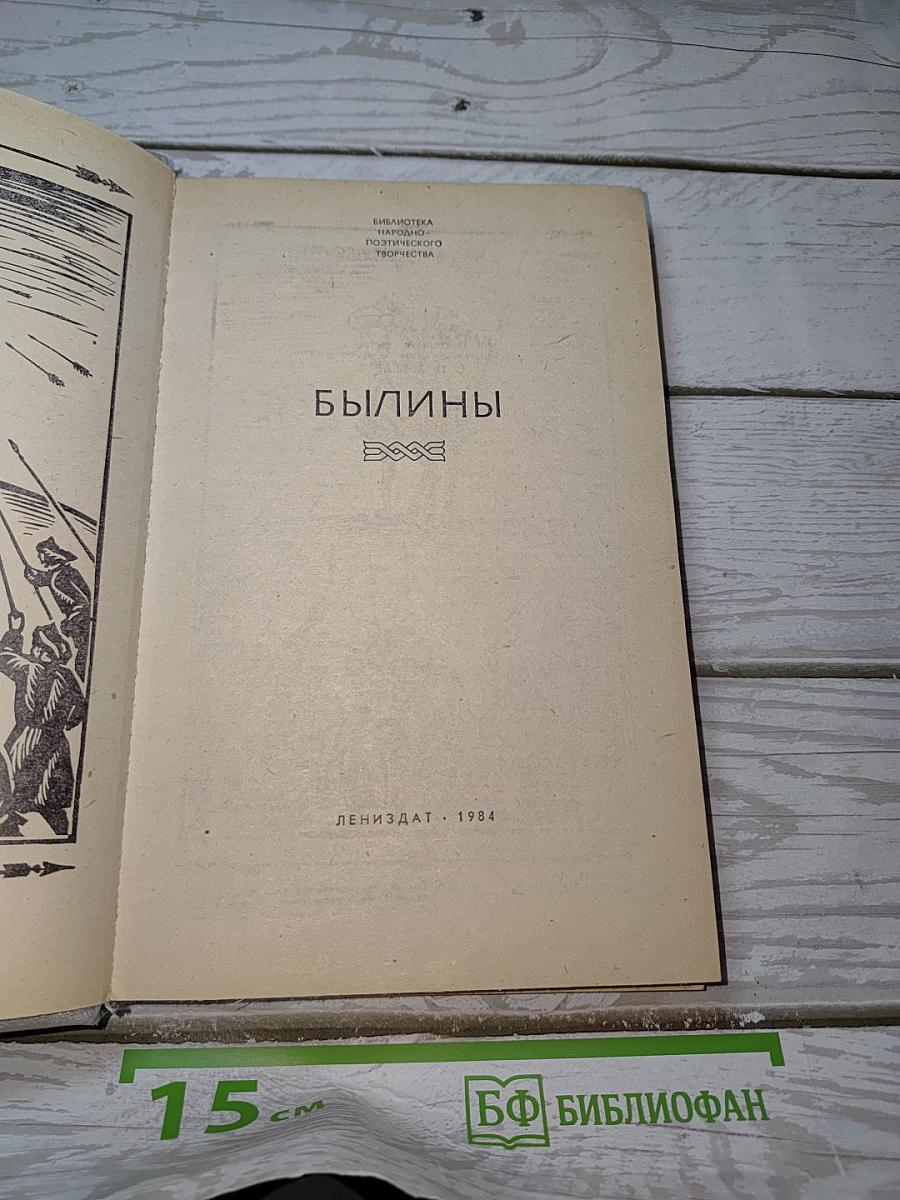 БИБЛИОТЕКА
НАРОДНО-
ПОЭТИЧЕСКОГО
ТВОРЧЕСТВА
БЫЛИНЫ
ЛЕНИЗДАТ · 1984
15 см
БФ БИБЛИОФАН